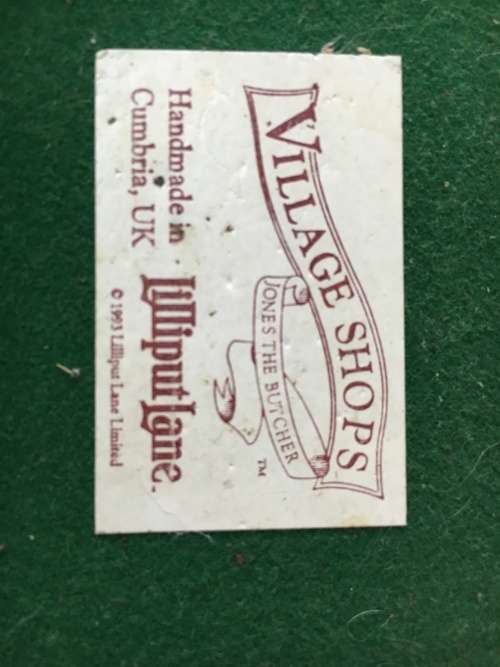 VILLAGE SHOPS
JONES THE BUTCHER
TM
Handmade in
Cumbria, UK
Lilliput Lane.
© 1993 Lilliput Lane Limited